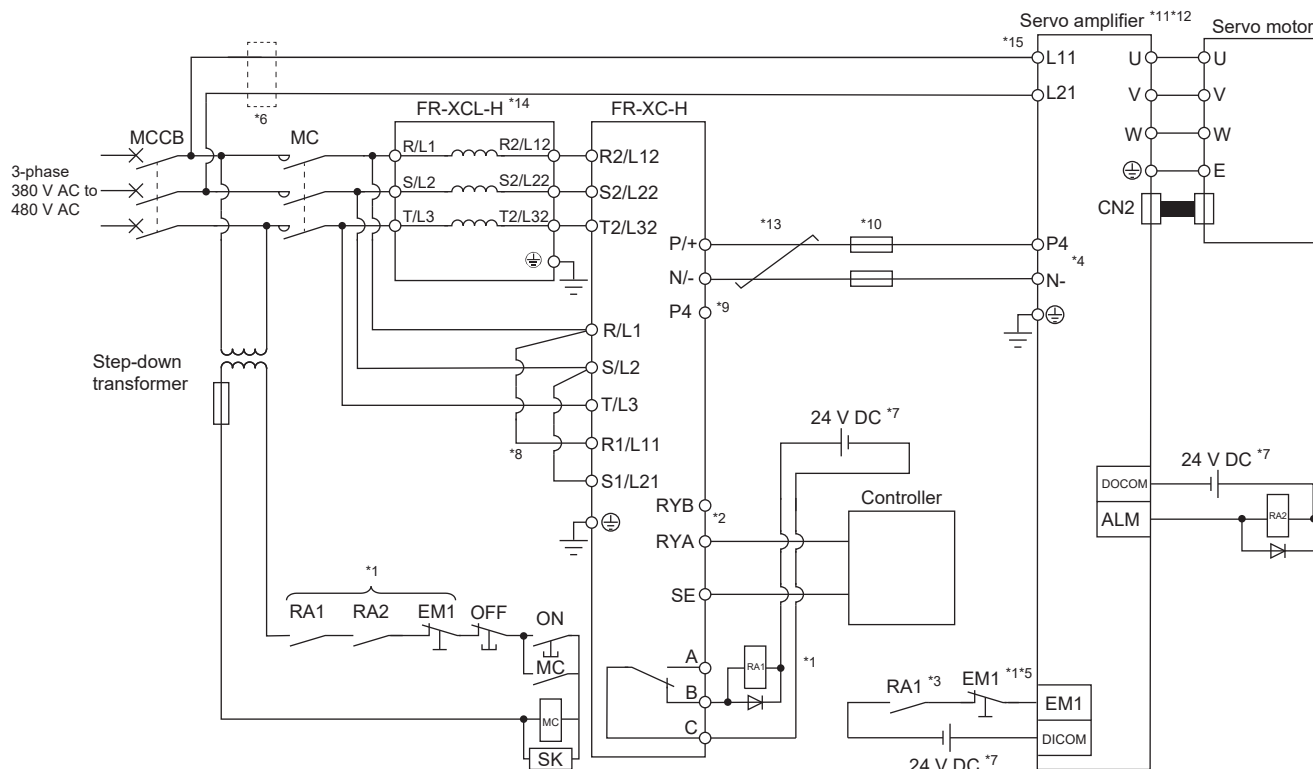 Servo amplifier *11*12
Servo motor
*15
L11
U
U
L21
V
V
W
W
E
CN2
*6
FR-XCL-H *14
FR-XC-H
MCCB
MC
R/L1
R2/L12
R2/L12
3-phase
380 V AC to
480 V AC
S/L2
S2/L22
S2/L22
T/L3
T2/L32
T2/L32
P/+
*13
*10
P4
*4
N/-
N-
P4
*9
R/L1
Step-down
transformer
S/L2
T/L3
24 V DC *7
R1/L11
*8
S1/L21
24 V DC *7
DOCOM
RA2
ALM
Controller
RYB
*2
RYA
SE
*1
RA1
RA2
EM1
OFF
ON
MC
A
RA1
*1
B
C
RA1 *3
EM1 *1*5
EM1
DICOM
24 V DC *7
MC
SK